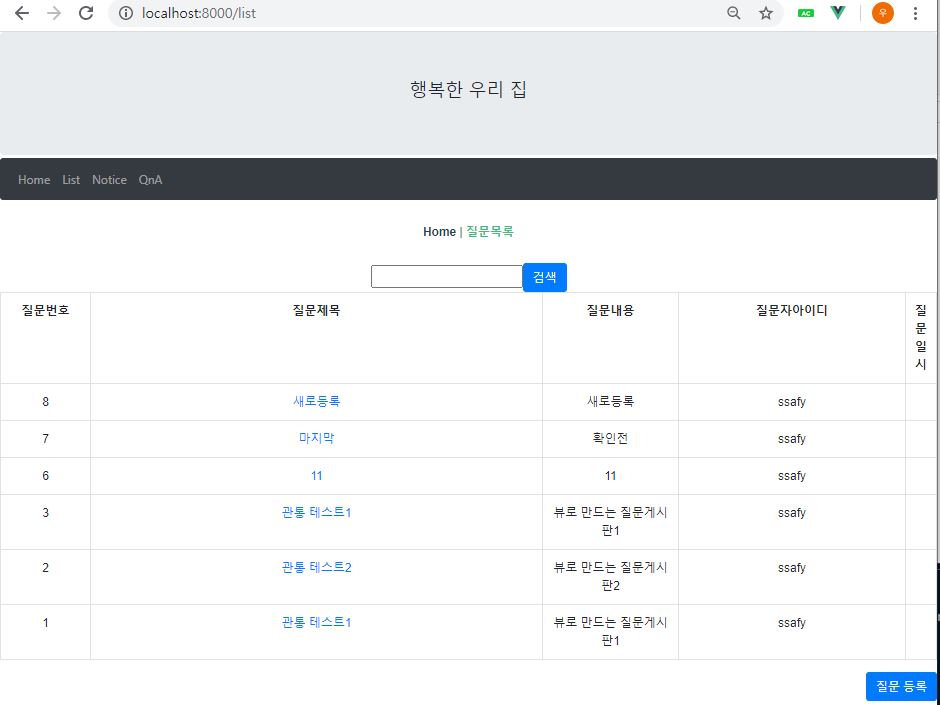 localhost:8000/list
AC
우
행복한 우리 집
Home List Notice QnA
Home | 질문목록
검색
질문번호 질문제목 질문내용 질문자아이디 질문일시
8 새로등록 새로등록 ssafy
7 마지막 확인전 ssafy
6 11 11 ssafy
3 관통 테스트1 뷰로 만드는 질문게시
판1 ssafy
2 관통 테스트2 뷰로 만드는 질문게시
판2 ssafy
1 관통 테스트1 뷰로 만드는 질문게시
판1 ssafy
질문 등록